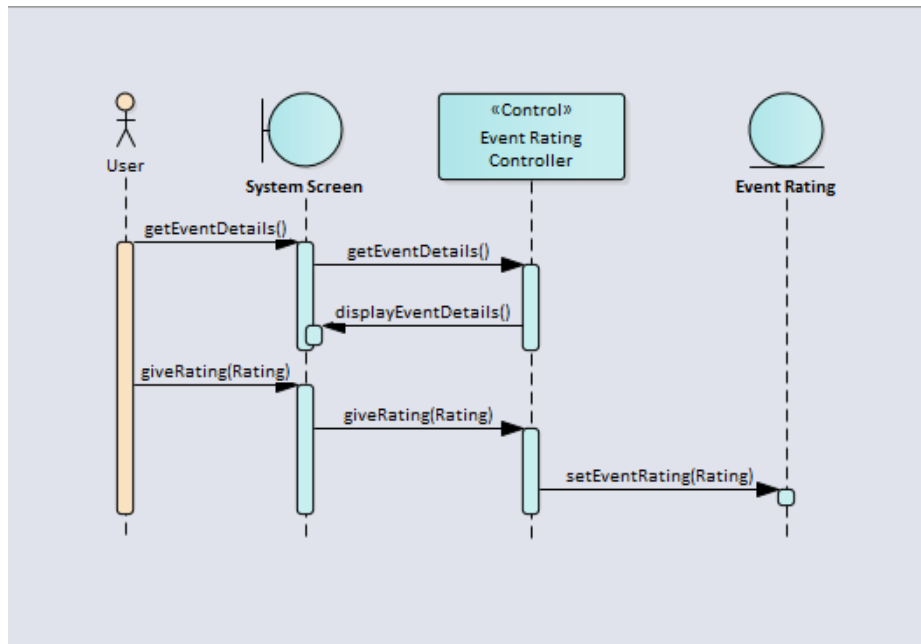 «Control»
Event Rating
Controller
User
System Screen
Event Rating
getEventDetails()
getEventDetails()
displayEventDetails()
giveRating(Rating)
giveRating(Rating)
setEventRating(Rating)